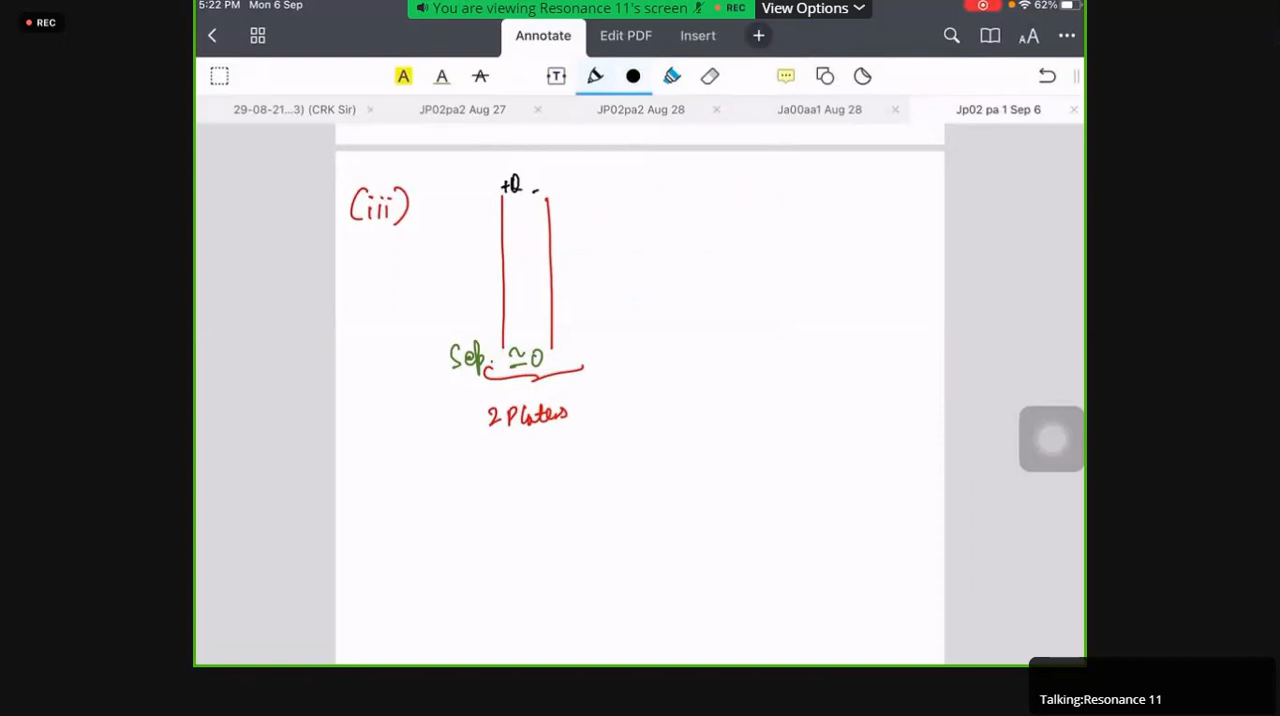 5:22 PM Mon 6 Sep
You are viewing Resonance 11's screen
REC
View Options
62%
REC
Annotate
Edit PDF
Insert
AA
A
A
A
T
29-08-21...3) (CRK Sir)
JP02pa2 Aug 27
JP02pa2 Aug 28
Ja00aa1 Aug 28
Jp02 pa 1 Sep 6
(iii)
+Q -
Sep. ≃ 0
2 Plates
Talking:Resonance 11